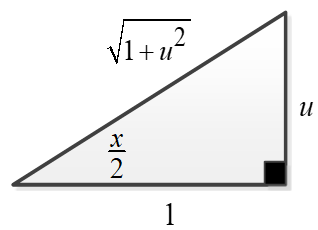 √(1+u²)
x/2
u
1